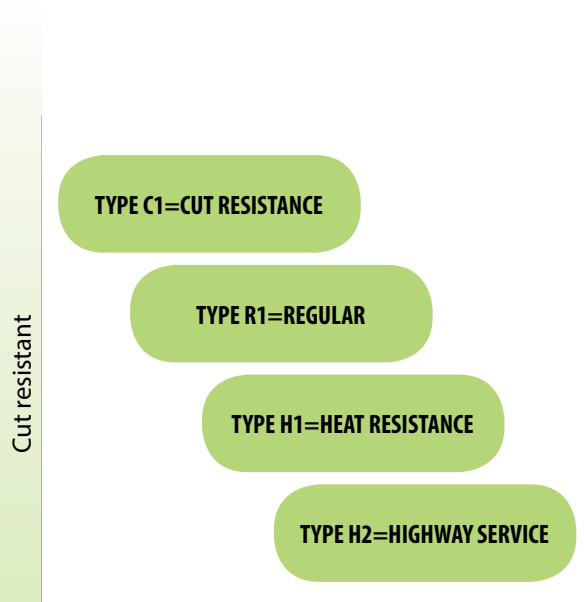 TYPE C1=CUT RESISTANCE
TYPE R1=REGULAR
TYPE H1=HEAT RESISTANCE
TYPE H2=HIGHWAY SERVICE
Cut resistant